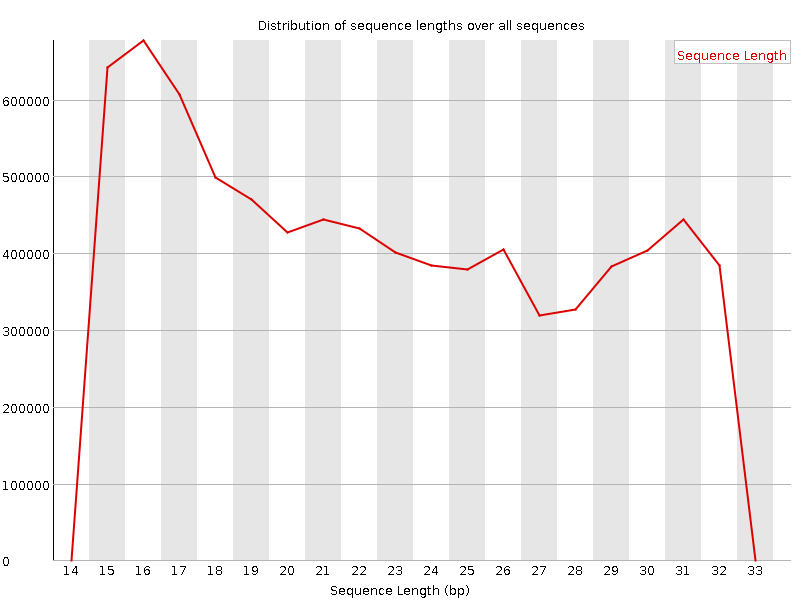 Distribution of sequence lengths over all sequences
Sequence Length
600000
500000
400000
300000
200000
100000
0
14 15 16 17 18 19 20 21 22 23 24 25 26 27 28 29 30 31 32 33
Sequence Length (bp)